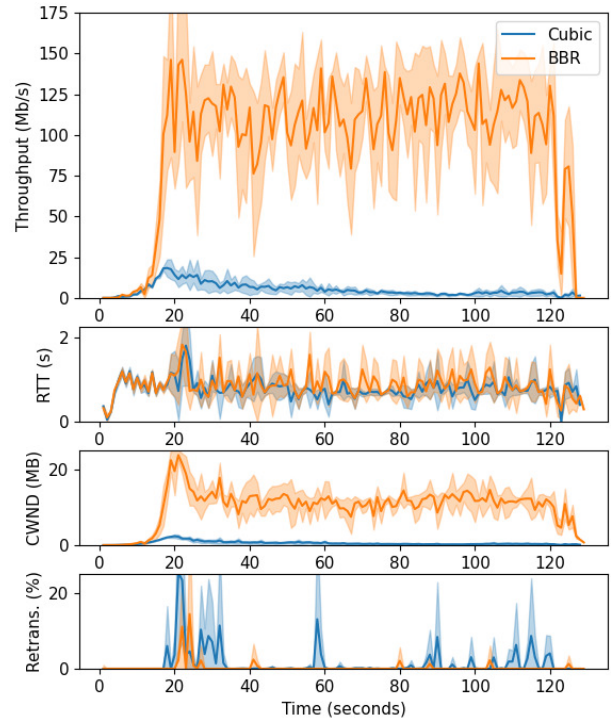 Throughput (Mb/s)
175
150
125
100
75
50
25
0
Cubic
BBR
0 20 40 60 80 100 120
RTT (s)
2
0
0 20 40 60 80 100 120
CWND (MB)
20
0
0 20 40 60 80 100 120
Retrans. (%)
20
0
0 20 40 60 80 100 120
Time (seconds)